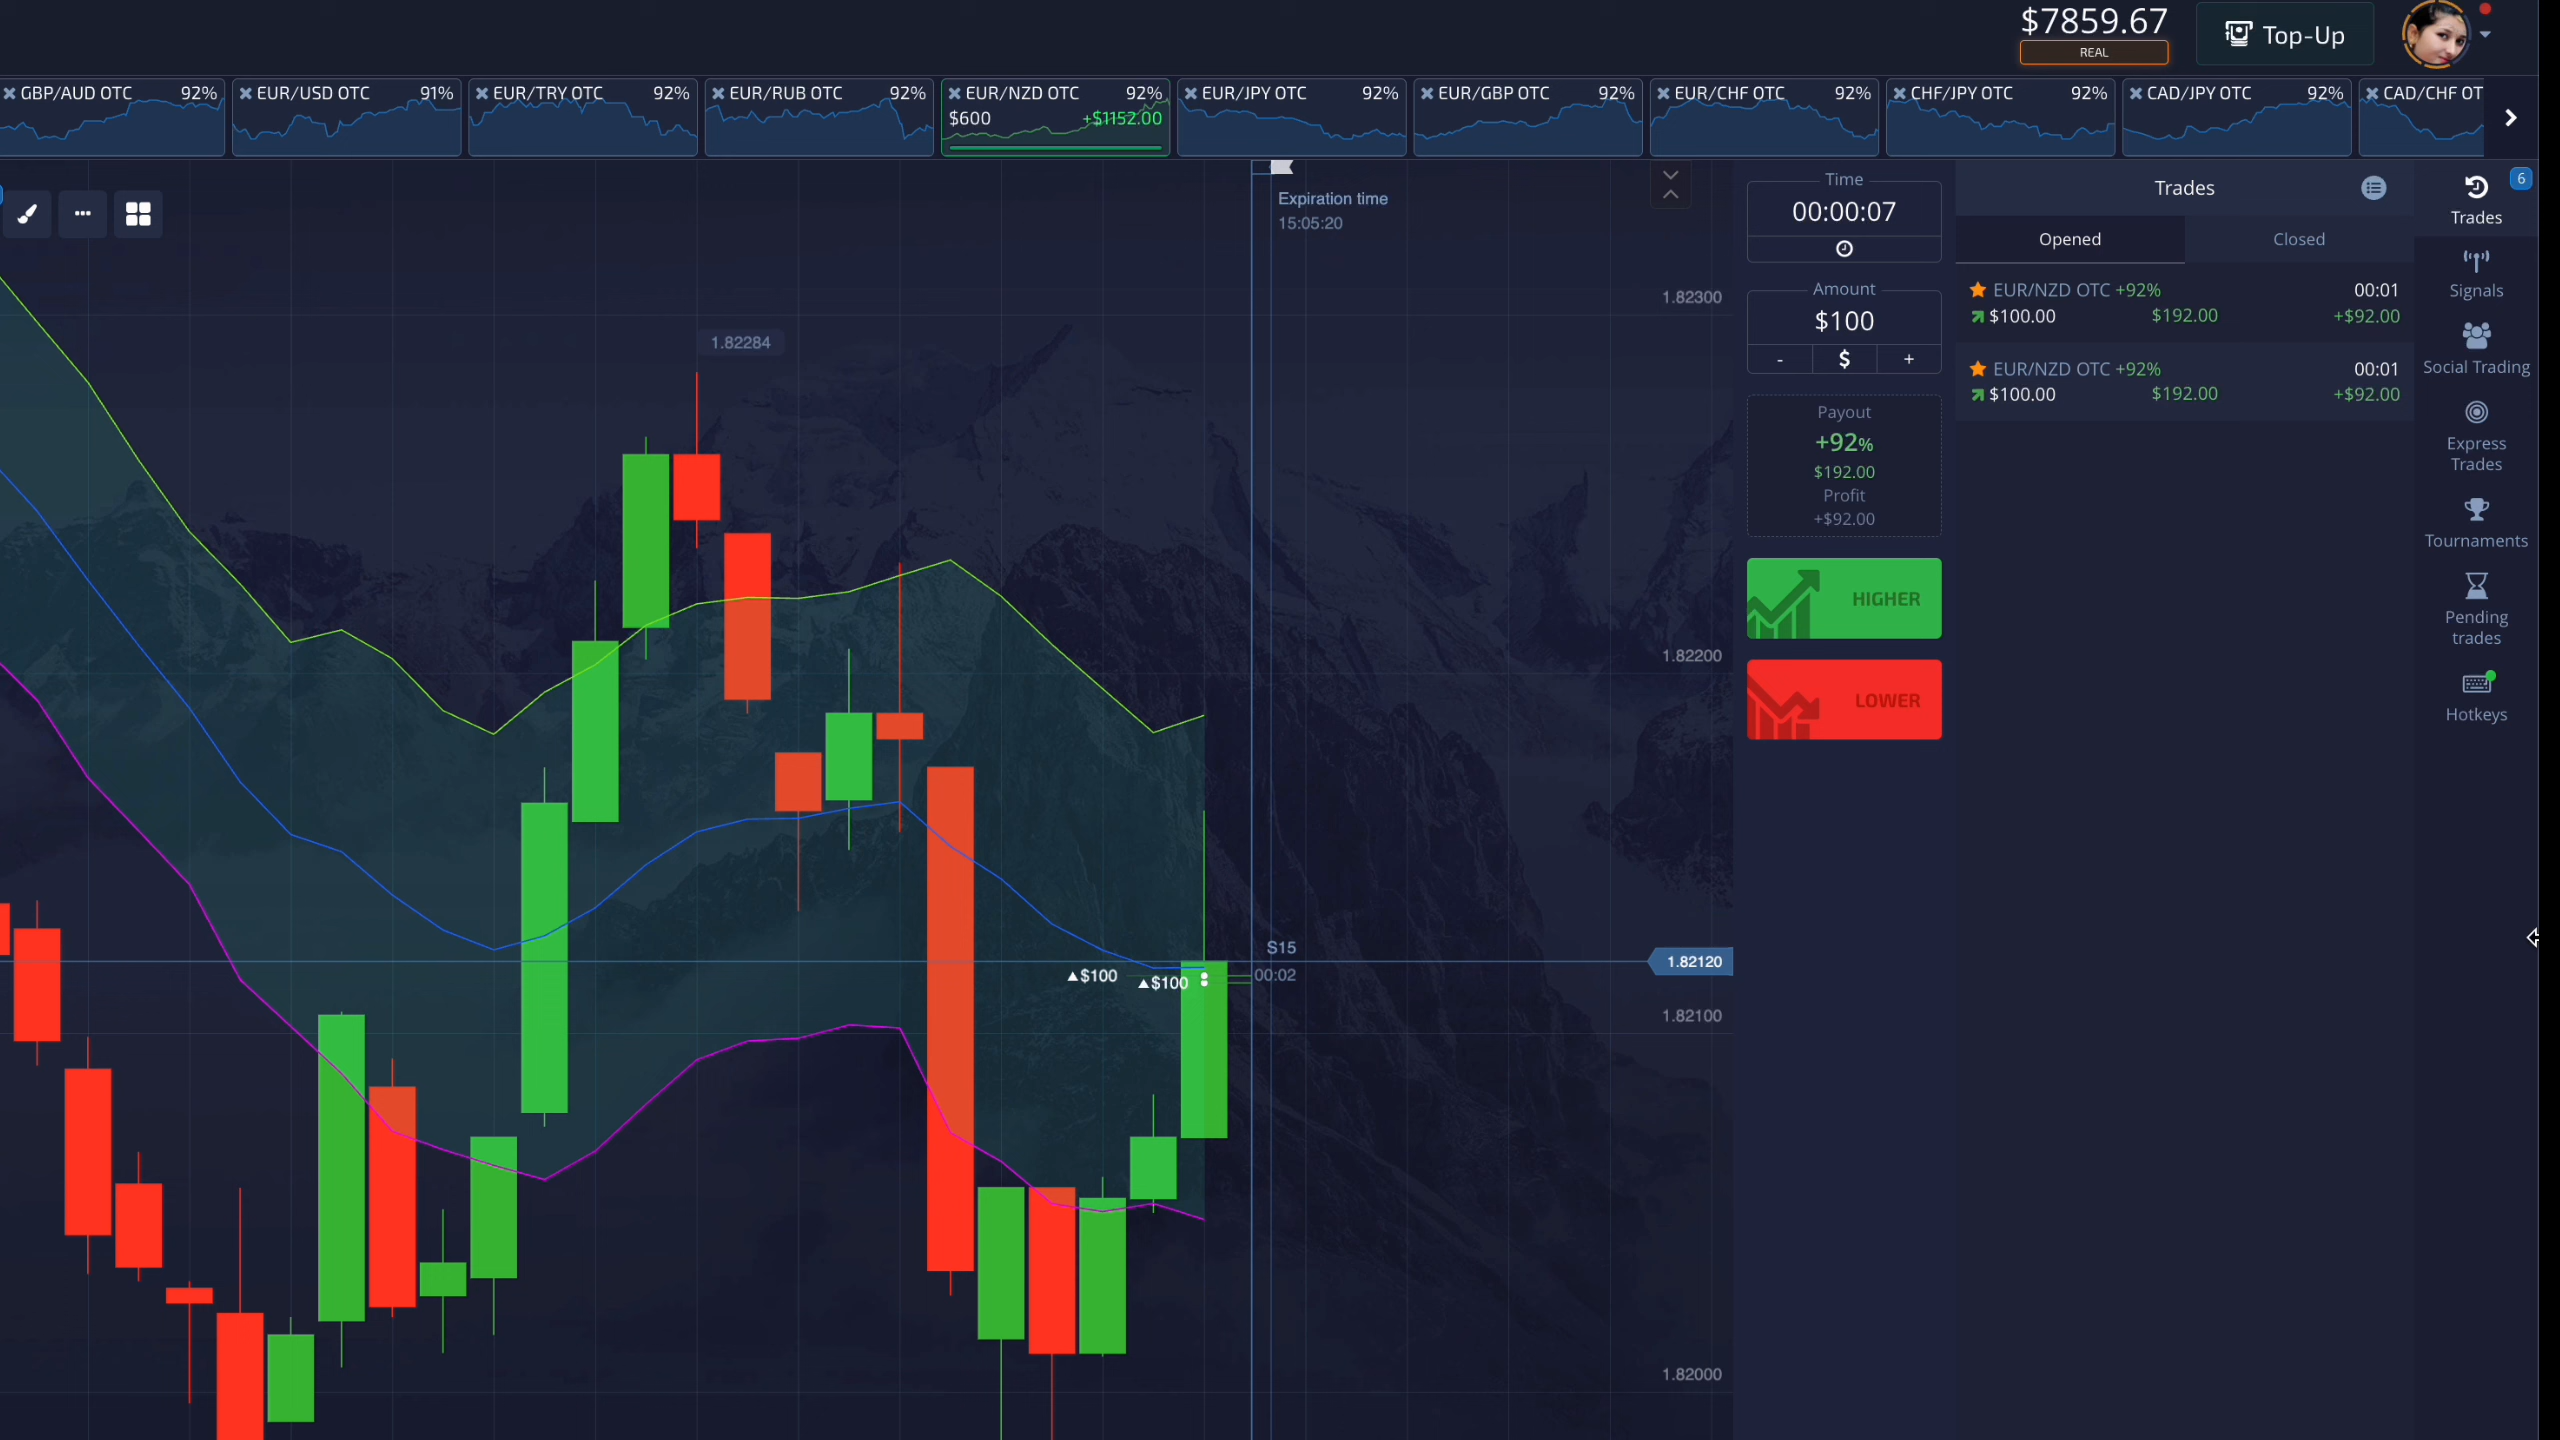 $7859.67
REAL
Top-Up
GBP/AUD OTC 92%
EUR/USD OTC 91%
EUR/TRY OTC 92%
EUR/RUB OTC 92%
EUR/NZD OTC 92%
$600 +$1152.00
EUR/JPY OTC 92%
EUR/GBP OTC 92%
EUR/CHF OTC 92%
CHF/JPY OTC 92%
CAD/JPY OTC 92%
CAD/CHF OT
Expiration time
15:05:20
1.82300
1.82284
1.82200
S15
1.82120
$100
$100
00:02
1.82100
1.82000
Time
00:00:07
Amount
$100
- $ +
Payout
+92%
$192.00
Profit
+$92.00
HIGHER
LOWER
Trades
Opened Closed
EUR/NZD OTC +92% 00:01
$100.00 $192.00 +$92.00
EUR/NZD OTC +92% 00:01
$100.00 $192.00 +$92.00
6
Trades
Signals
Social Trading
Express
Trades
Tournaments
Pending
trades
Hotkeys